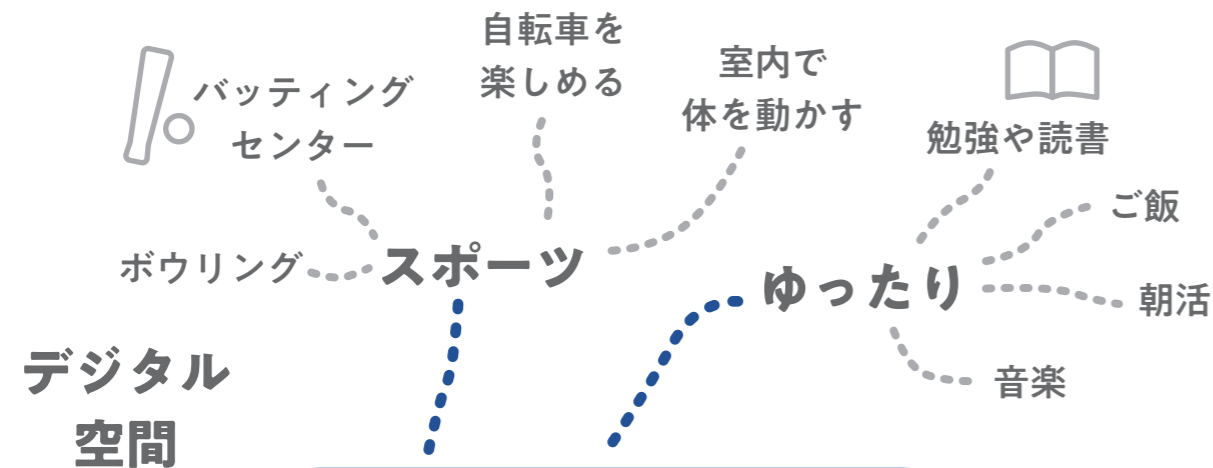 自転車を
楽しめる
室内で
体を動かす
バッティング
センター
勉強や読書
ご飯
ボウリング
スポーツ
ゆったり
朝活
デジタル
空間
音楽